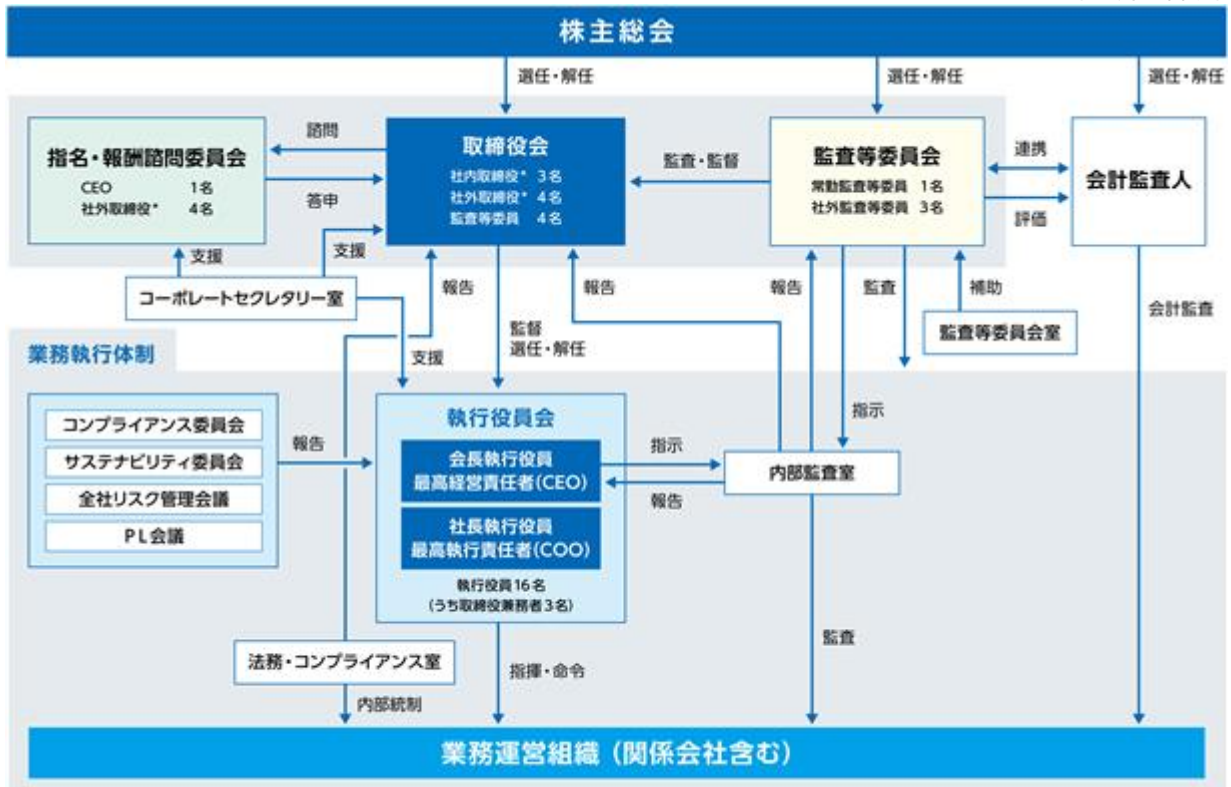 株主総会
選任・解任
選任・解任
選任・解任
指名・報酬諮問委員会
CEO 1名
社外取締役* 4名
諮問
答申
取締役会
社内取締役* 3名
社外取締役* 4名
監査等委員 4名
監査・監督
監査等委員会
常勤監査等委員 1名
社外監査等委員 3名
連携
評価
会計監査人
支援
支援
コーポレートセクレタリー室
報告
報告
報告
監査
補助
監査等委員会室
会計監査
監督
選任・解任
支援
業務執行体制
コンプライアンス委員会
サステナビリティ委員会
全社リスク管理会議
PL会議
報告
執行役員会
会長執行役員
最高経営責任者(CEO)
社長執行役員
最高執行責任者(COO)
執行役員16名
(うち取締役兼務者3名)
指示
報告
指示
内部監査室
法務・コンプライアンス室
内部統制
指揮・命令
監査
業務運営組織(関係会社含む)